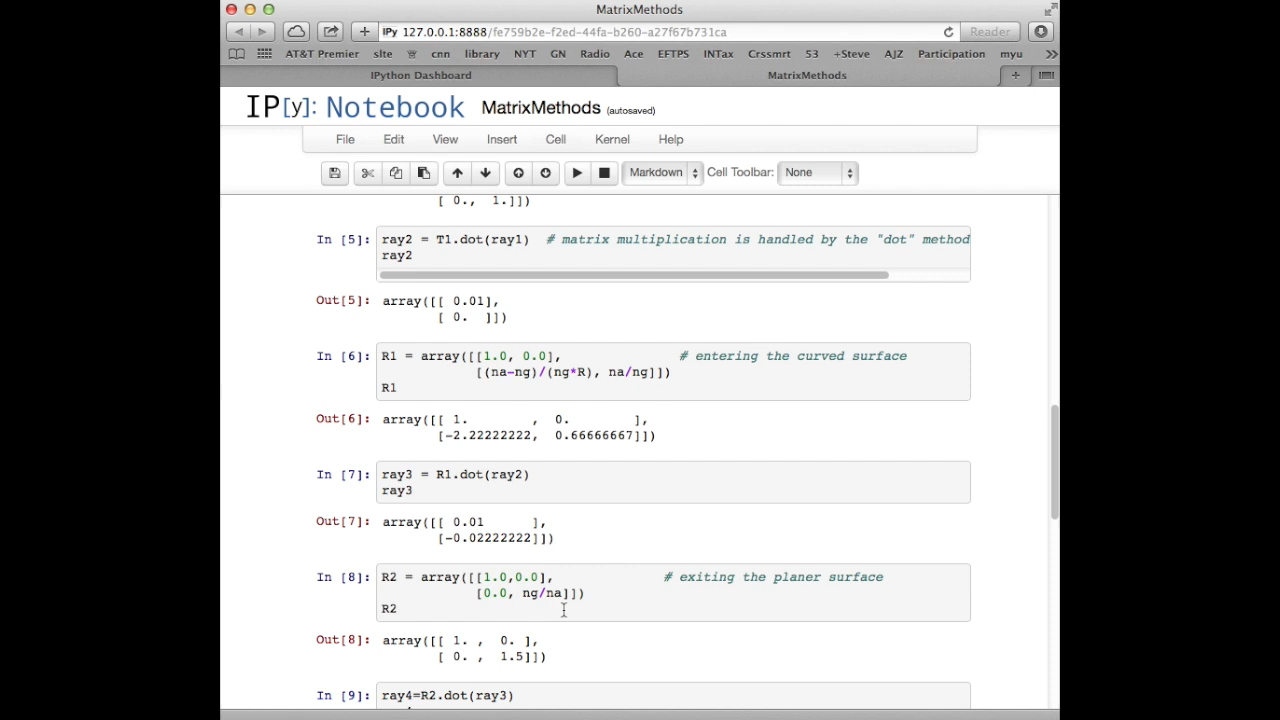 MatrixMethods
IPy 127.0.0.1:8888/fe759b2e-f2ed-44fa-b260-a27f67b731ca
Reader
AT&T Premier slte cnn library NYT GN Radio Ace EFTPS INTax Crssmrt 53 +Steve AJZ Participation myu
IPython Dashboard
MatrixMethods
IP[y]: Notebook MatrixMethods (autosaved)
File Edit View Insert Cell Kernel Help
Markdown Cell Toolbar: None
[ 0., 1.]])
In [5]: ray2 = T1.dot(ray1) # matrix multiplication is handled by the "dot" method
ray2
Out[5]: array([[ 0.01],
[ 0. ]])
In [6]: R1 = array([[1.0, 0.0], # entering the curved surface
[(na-ng)/(ng*R), na/ng]])
R1
Out[6]: array([[ 1. , 0. ],
[-2.22222222, 0.66666667]])
In [7]: ray3 = R1.dot(ray2)
ray3
Out[7]: array([[ 0.01 ],
[-0.02222222]])
In [8]: R2 = array([[1.0,0.0], # exiting the planer surface
[0.0, ng/na]])
R2
Out[8]: array([[ 1. , 0. ],
[ 0. , 1.5]])
In [9]: ray4=R2.dot(ray3)